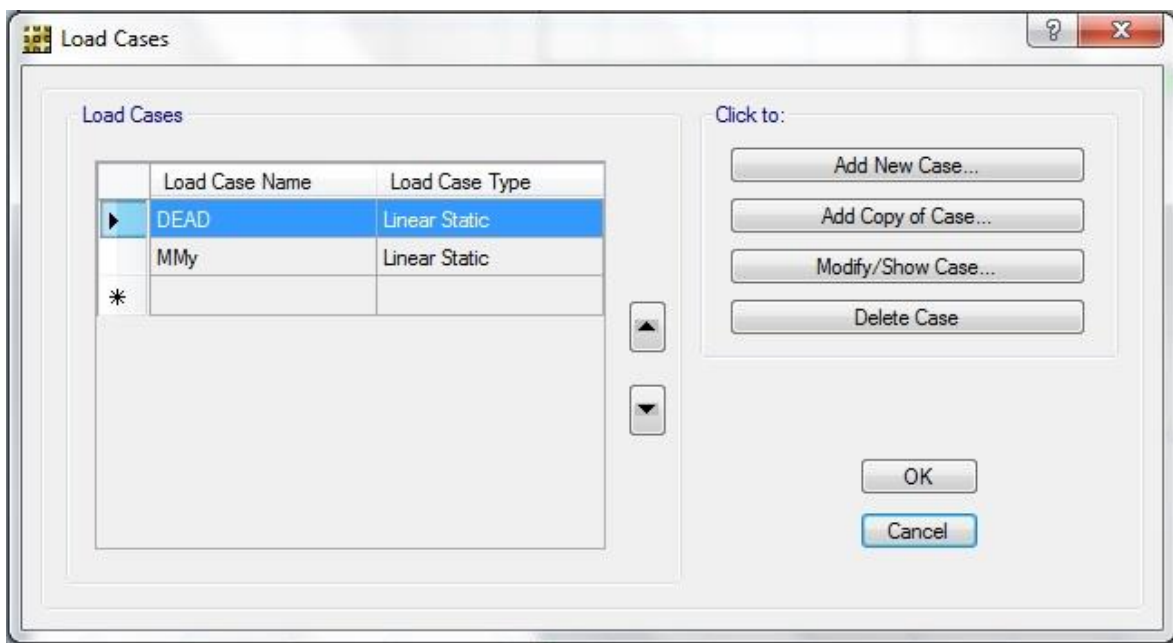 Load Cases
Load Cases
Load Case Name Load Case Type
DEAD Linear Static
MMy Linear Static
*
Click to:
Add New Case...
Add Copy of Case...
Modify/Show Case...
Delete Case
OK
Cancel